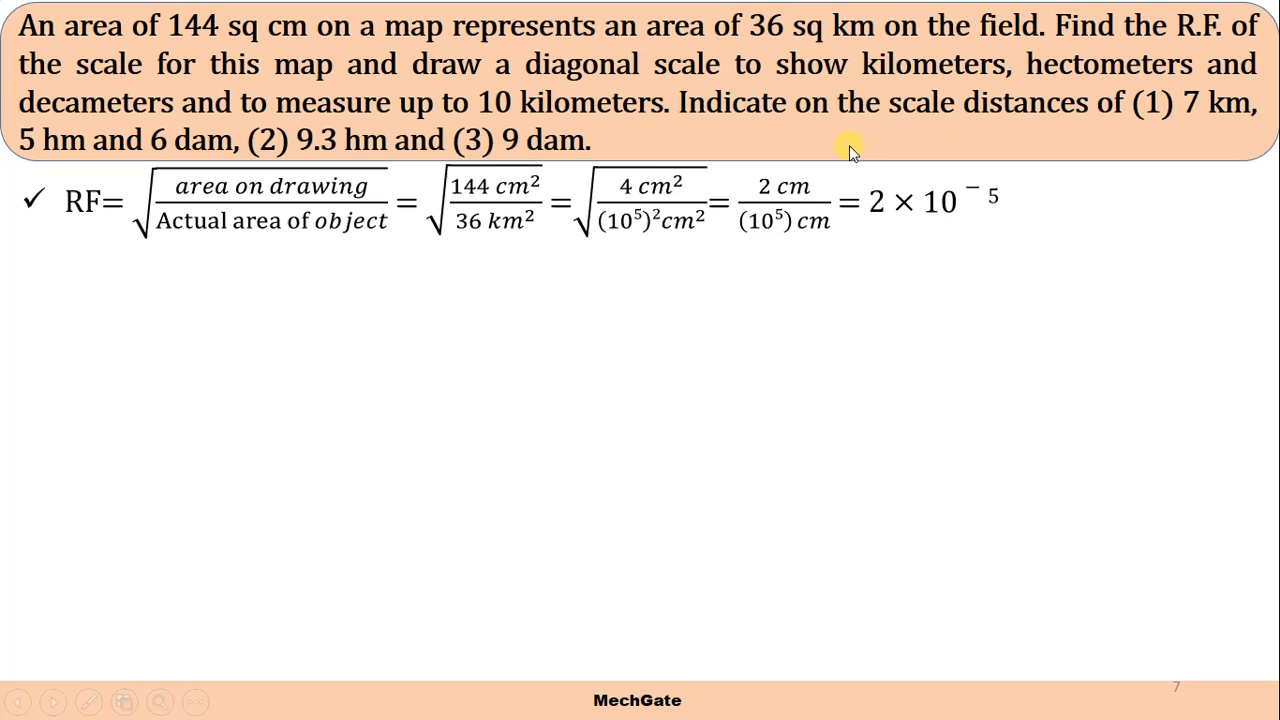 An area of 144 sq cm on a map represents an area of 36 sq km on the field. Find the R.F. of
the scale for this map and draw a diagonal scale to show kilometers, hectometers and
decameters and to measure up to 10 kilometers. Indicate on the scale distances of (1) 7 km,
5 hm and 6 dam, (2) 9.3 hm and (3) 9 dam.
✓ RF= √(area on drawing / Actual area of object) = √(144 cm² / 36 km²) = √(4 cm² / (10⁵)² cm²) = 2 cm / (10⁵) cm = 2 × 10⁻⁵
7
MechGate